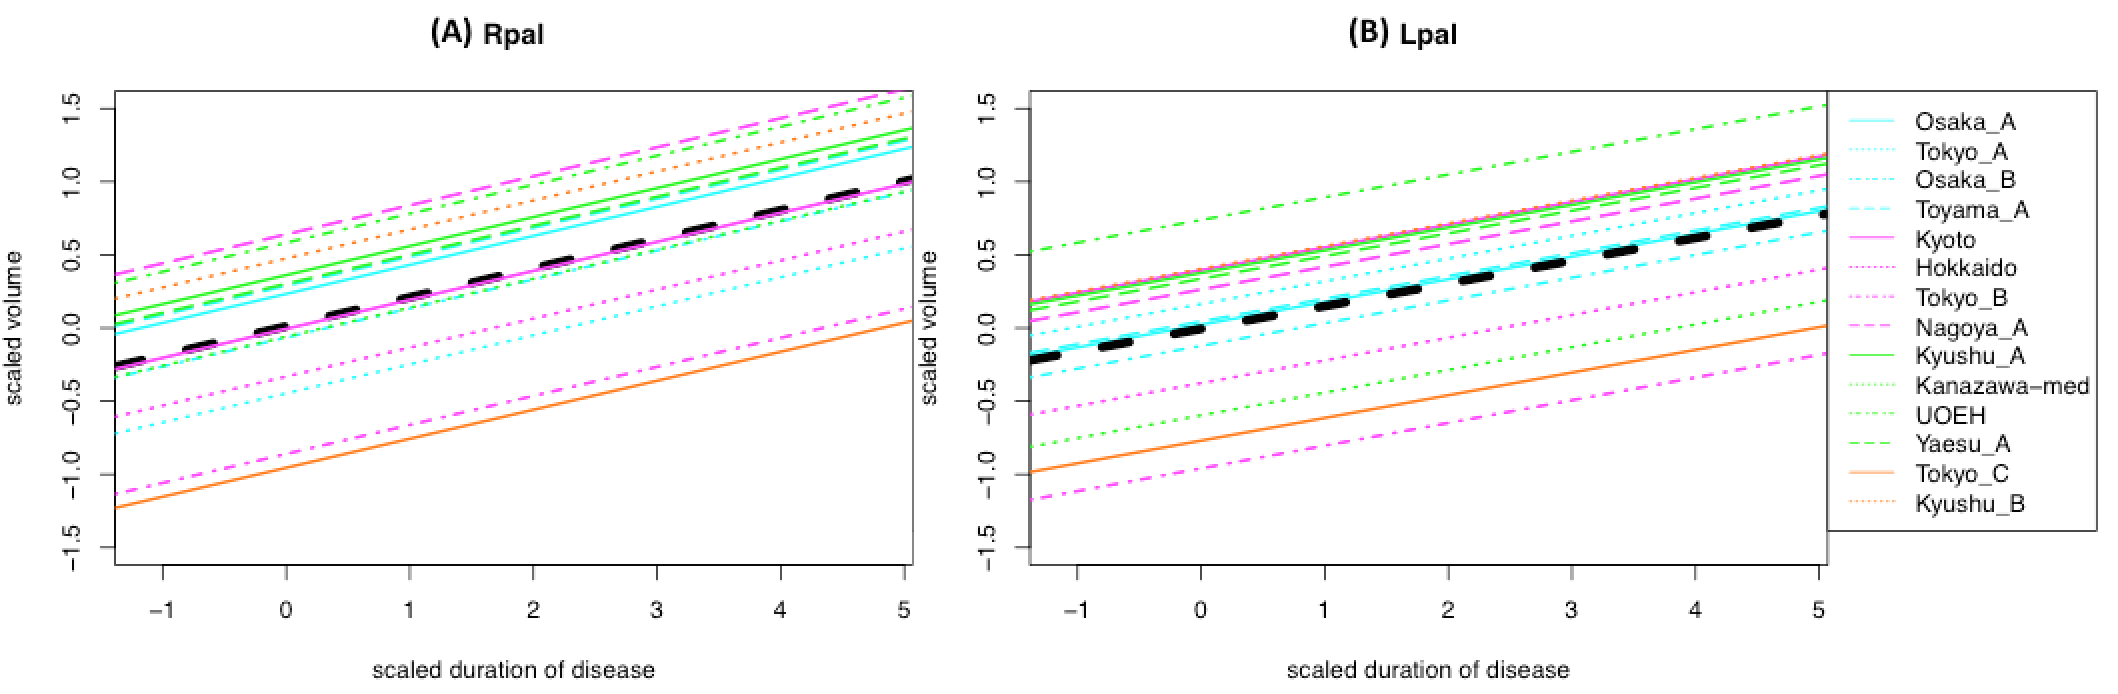 (A) Rpal
scaled volume
1.5
1.0
0.5
0.0
−0.5
−1.0
−1.5
−1 0 1 2 3 4 5
scaled duration of disease
(B) Lpal
scaled volume
1.5
1.0
0.5
0.0
−0.5
−1.0
−1.5
−1 0 1 2 3 4 5
scaled duration of disease
Osaka_A
Tokyo_A
Osaka_B
Toyama_A
Kyoto
Hokkaido
Tokyo_B
Nagoya_A
Kyushu_A
Kanazawa−med
UOEH
Yaesu_A
Tokyo_C
Kyushu_B